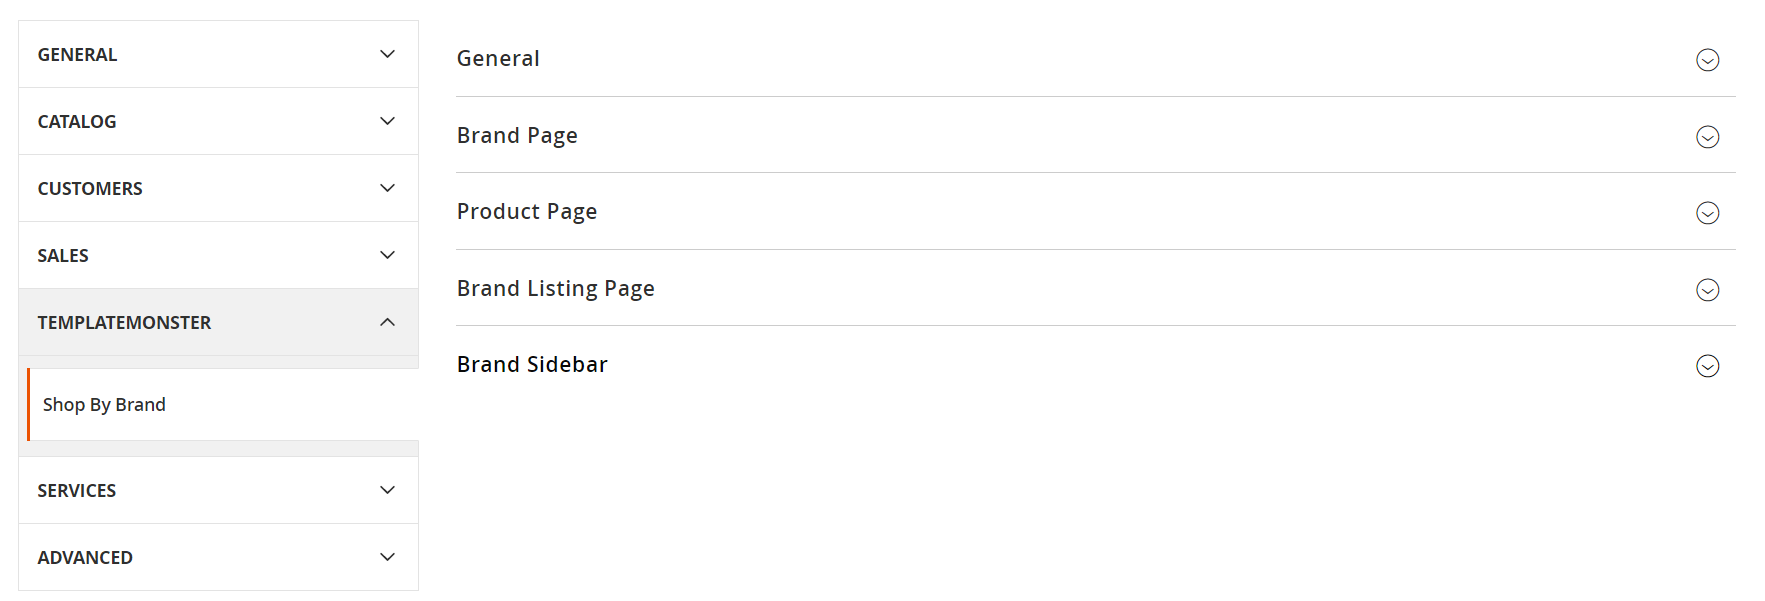 GENERAL
CATALOG
CUSTOMERS
SALES
TEMPLATEMONSTER
Shop By Brand
SERVICES
ADVANCED
General
Brand Page
Product Page
Brand Listing Page
Brand Sidebar